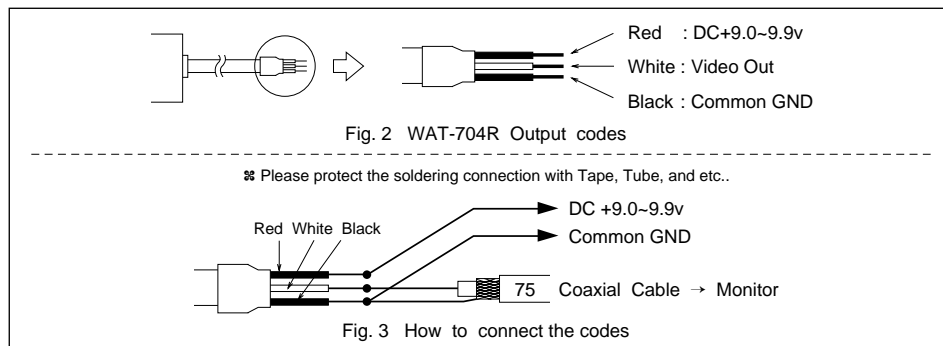 Red : DC+9.0~9.9v
White : Video Out
Black : Common GND
Fig. 2 WAT-704R Output codes
⌘ Please protect the soldering connection with Tape, Tube, and etc..
DC +9.0~9.9v
Red White Black
Common GND
75 Coaxial Cable → Monitor
Fig. 3 How to connect the codes